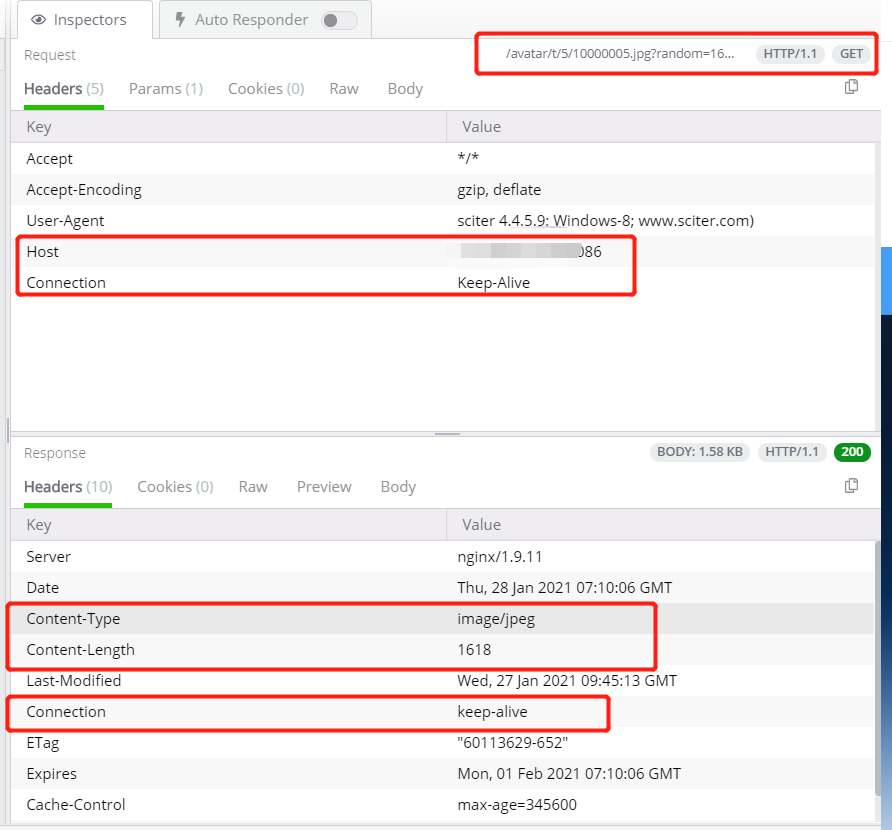 Inspectors Auto Responder
Request /avatar/t/5/10000005.jpg?random=16... HTTP/1.1 GET
Headers (5) Params (1) Cookies (0) Raw Body
Key Value
Accept */*
Accept-Encoding gzip, deflate
User-Agent sciter 4.4.5.9; Windows-8; www.sciter.com)
Host 086
Connection Keep-Alive
Response BODY: 1.58 KB HTTP/1.1 200
Headers (10) Cookies (0) Raw Preview Body
Key Value
Server nginx/1.9.11
Date Thu, 28 Jan 2021 07:10:06 GMT
Content-Type image/jpeg
Content-Length 1618
Last-Modified Wed, 27 Jan 2021 09:45:13 GMT
Connection keep-alive
ETag "60113629-652"
Expires Mon, 01 Feb 2021 07:10:06 GMT
Cache-Control max-age=345600